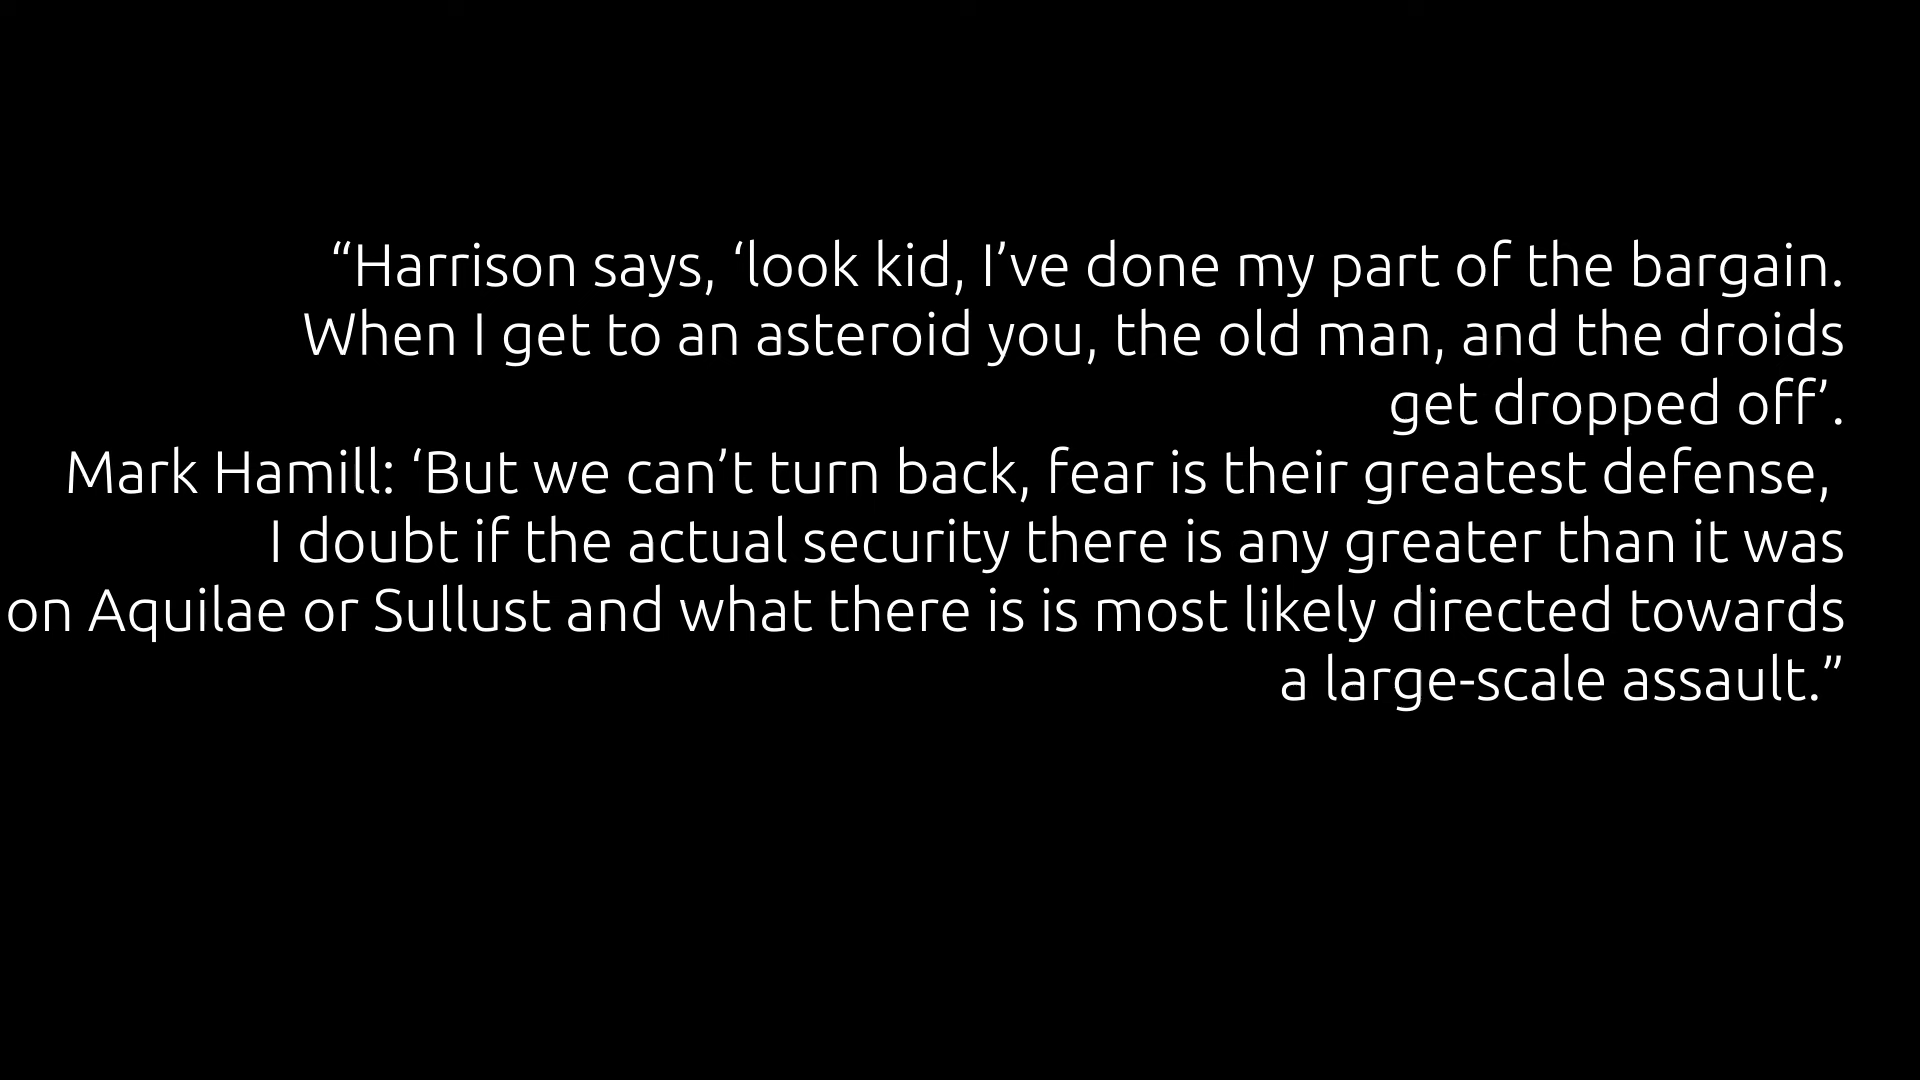 “Harrison says, ‘look kid, I’ve done my part of the bargain.
When I get to an asteroid you, the old man, and the droids
get dropped off’.
Mark Hamill: ‘But we can’t turn back, fear is their greatest defense,
I doubt if the actual security there is any greater than it was
on Aquilae or Sullust and what there is is most likely directed towards
a large-scale assault.”